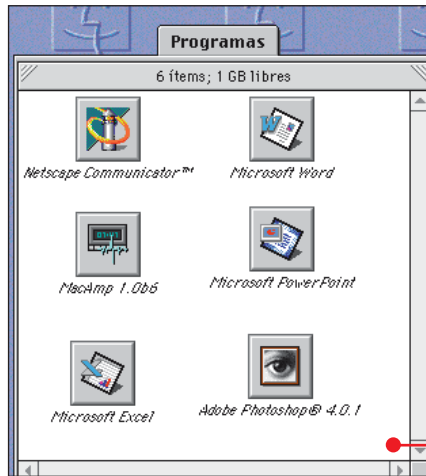 Programas
6 ítems; 1 GB libres
Netscape Communicator™
Microsoft Word
MacAmp 1.0b6
Microsoft PowerPoint
Microsoft Excel
Adobe Photoshop® 4.0.1